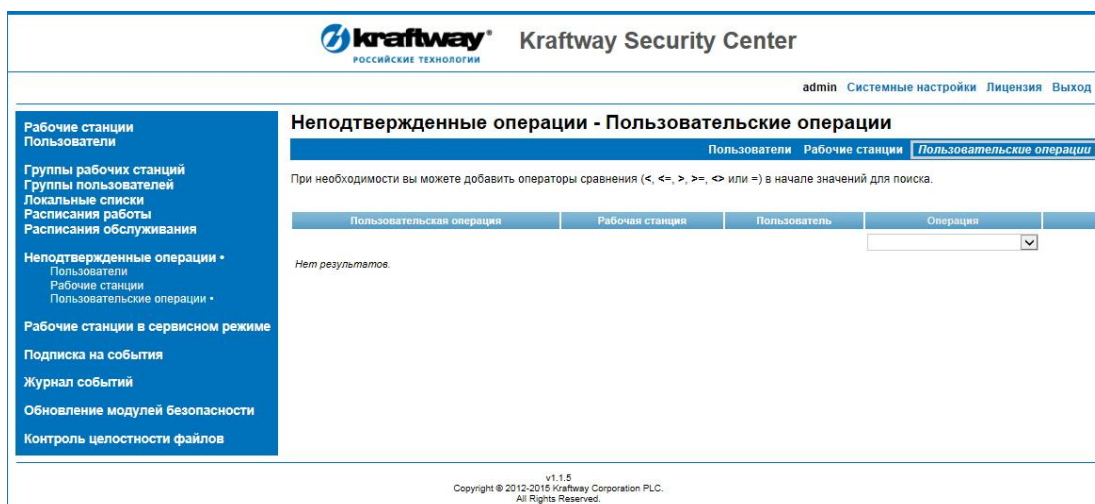 kraftway®
РОССИЙСКИЕ ТЕХНОЛОГИИ
Kraftway Security Center
admin Системные настройки Лицензия Выход
Рабочие станции
Пользователи
Группы рабочих станций
Группы пользователей
Локальные списки
Расписания работы
Расписания обслуживания
Неподтвержденные операции •
Пользователи
Рабочие станции
Пользовательские операции •
Рабочие станции в сервисном режиме
Подписка на события
Журнал событий
Обновление модулей безопасности
Контроль целостности файлов
Неподтвержденные операции - Пользовательские операции
Пользователи Рабочие станции Пользовательские операции
При необходимости вы можете добавить операторы сравнения (<, <=, >, >=, <> или =) в начале значений для поиска.
Пользовательская операция Рабочая станция Пользователь Операция
Нет результатов.
v1.1.5
Copyright © 2012-2015 Kraftway Corporation PLC.
All Rights Reserved.